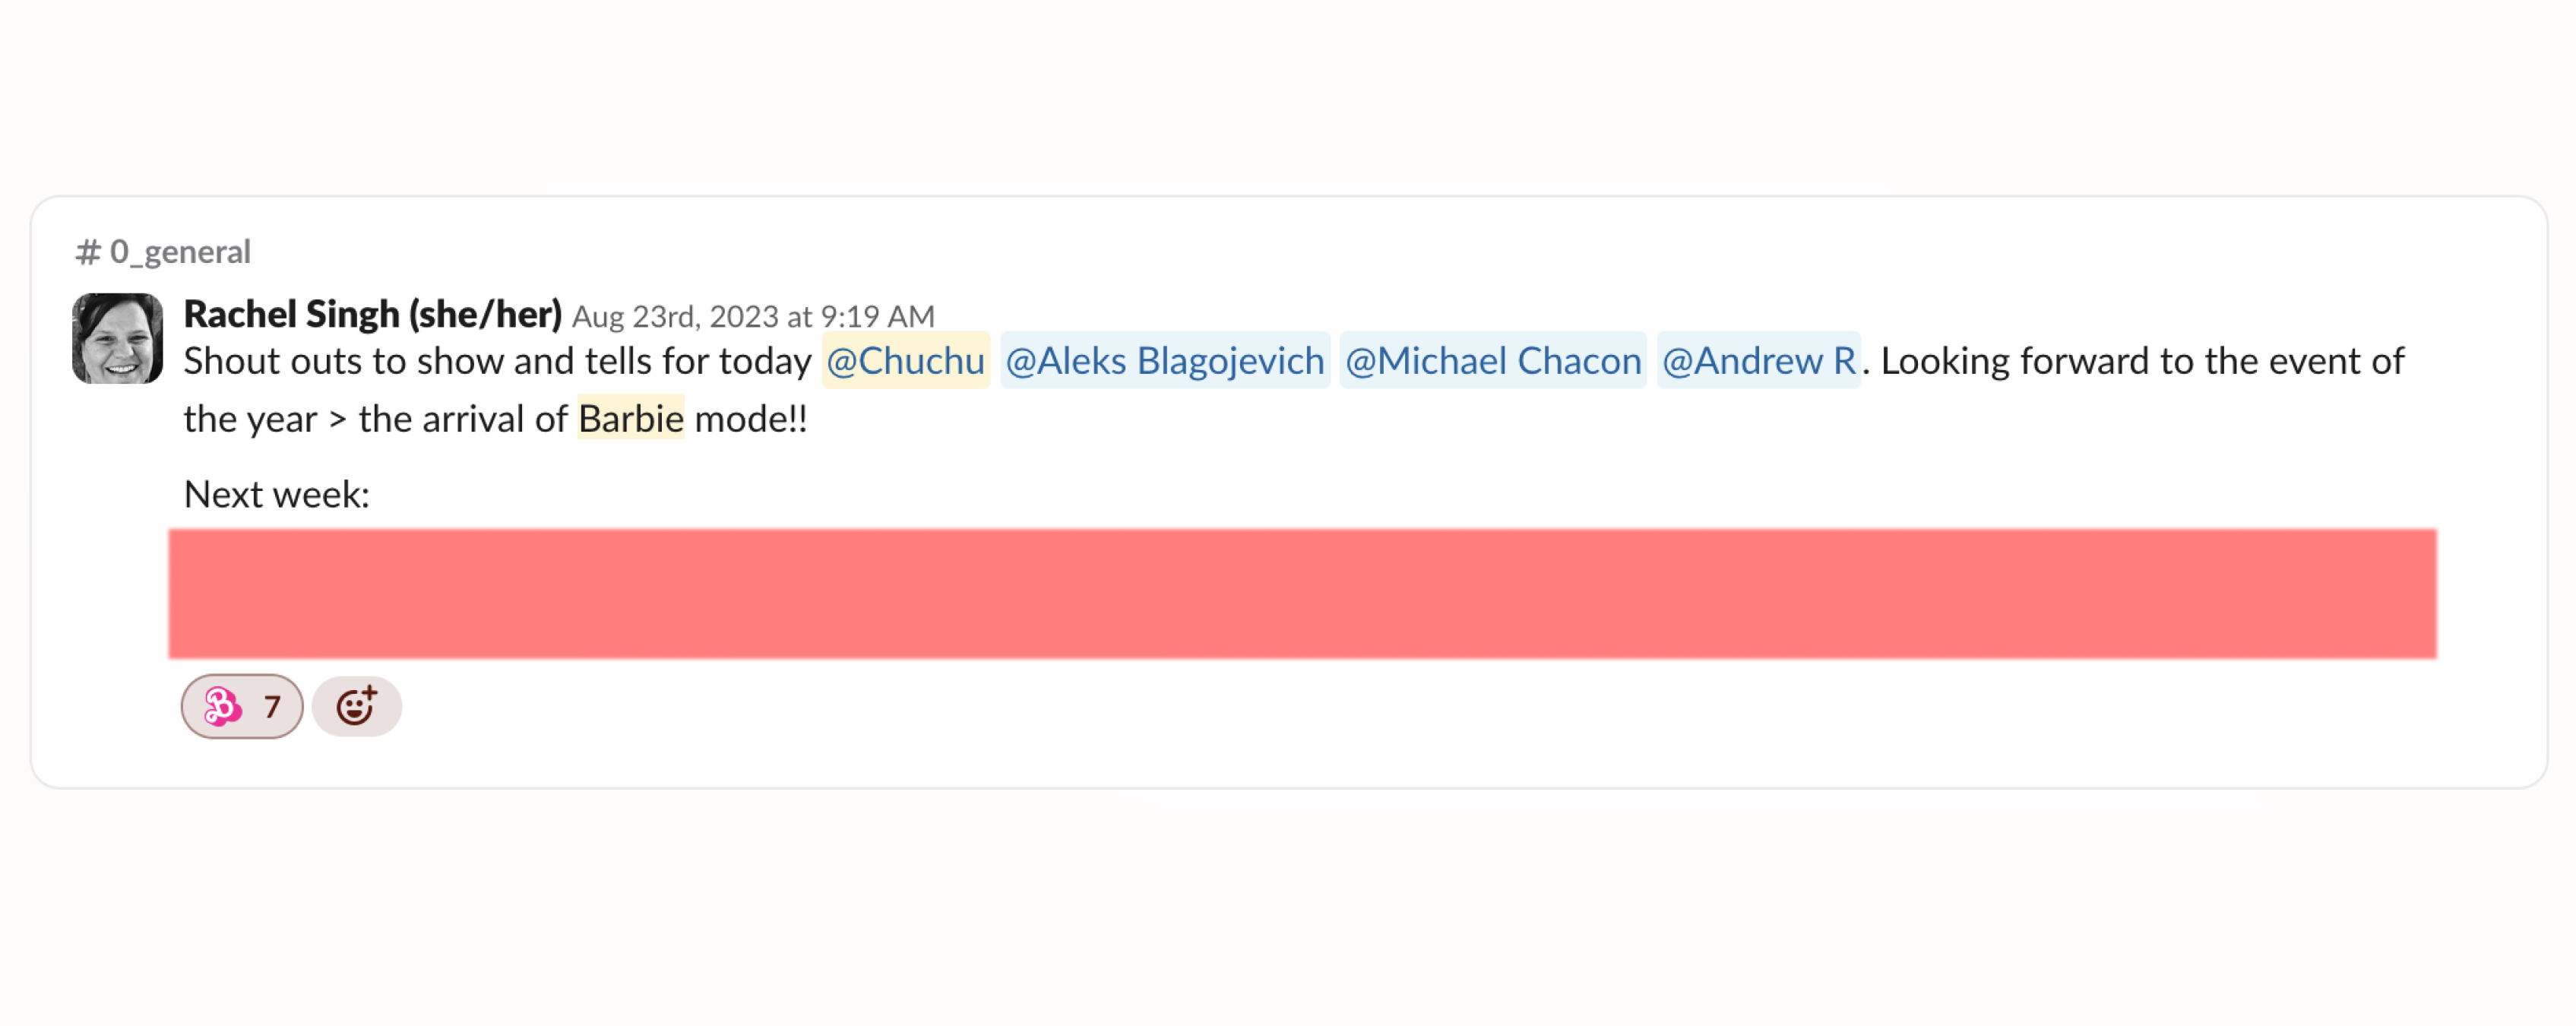 # 0_general
Rachel Singh (she/her) Aug 23rd, 2023 at 9:19 AM
Shout outs to show and tells for today @Chuchu @Aleks Blagojevich @Michael Chacon @Andrew R. Looking forward to the event of
the year > the arrival of Barbie mode!!
Next week:
B 7